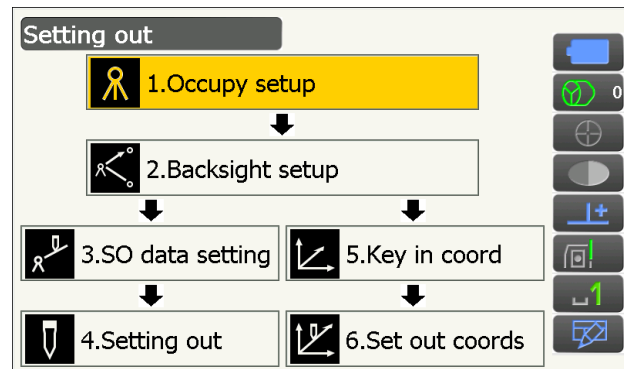 Setting out
1.Occupy setup
0
2.Backsight setup
3.SO data setting
5.Key in coord
1
4.Setting out
6.Set out coords